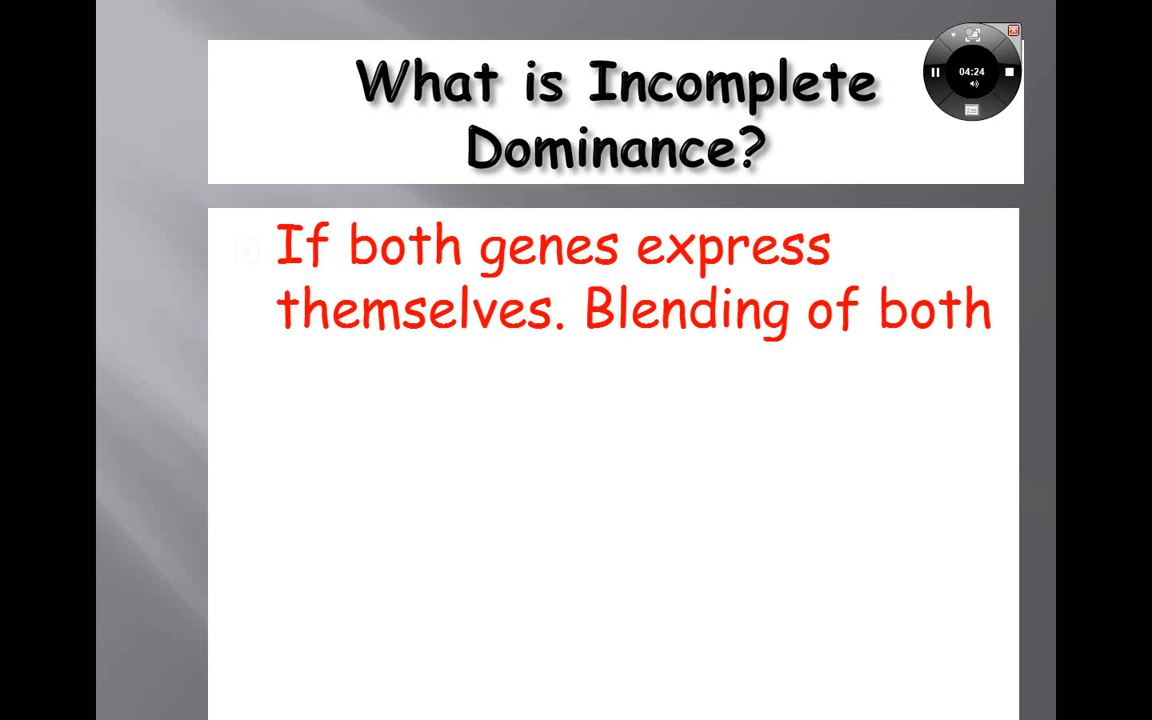 What is Incomplete
Dominance?
04:24
If both genes express
themselves. Blending of both